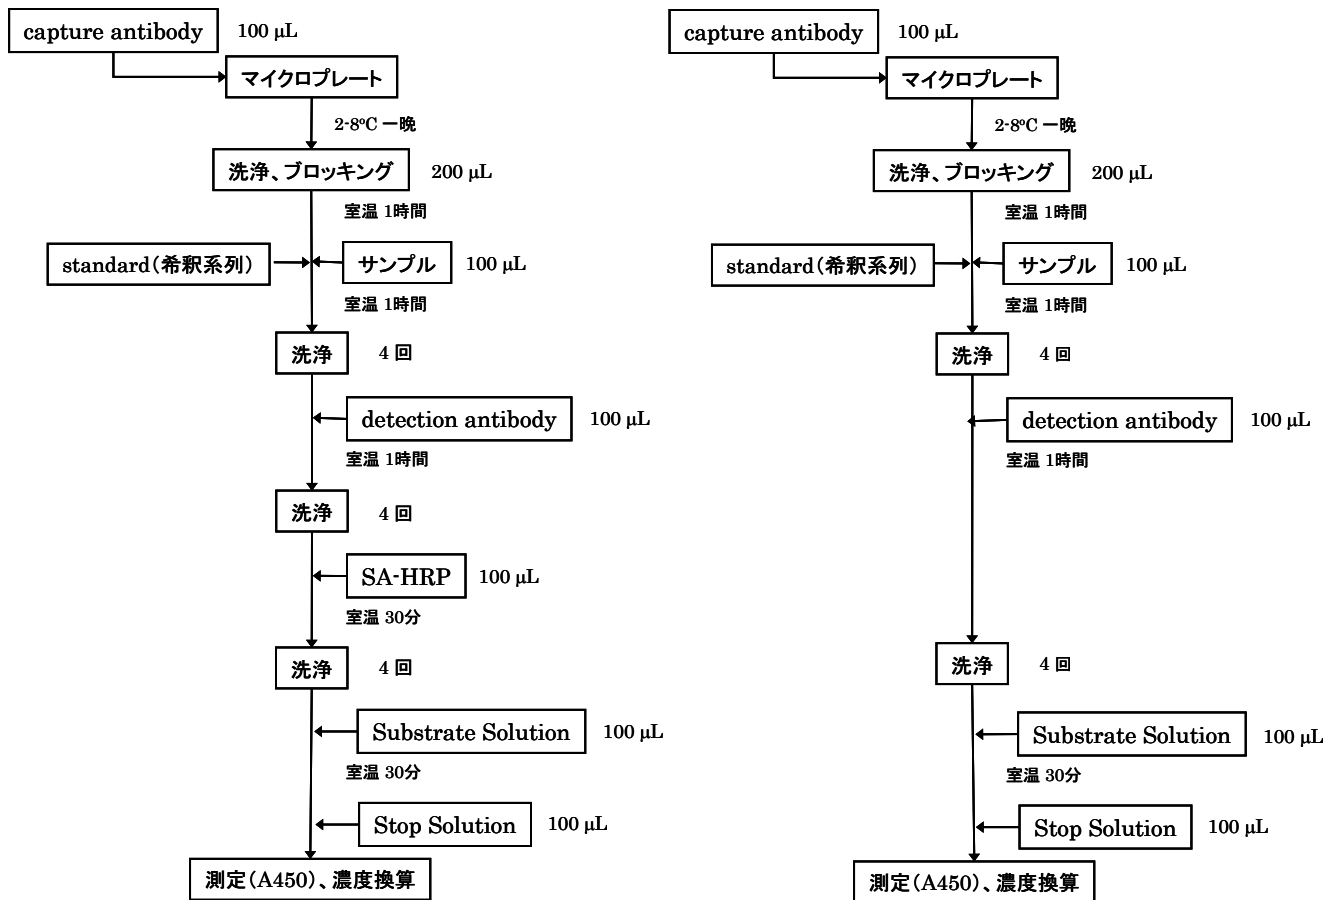 capture antibody 100 μL
マイクロプレート
2-8ºC 一晩
洗浄、ブロッキング 200 μL
室温 1時間
standard(希釈系列) サンプル 100 μL
室温 1時間
洗浄 4 回
detection antibody 100 μL
室温 1時間
洗浄 4 回
SA-HRP 100 μL
室温 30分
洗浄 4 回
Substrate Solution 100 μL
室温 30分
Stop Solution 100 μL
測定(A450)、濃度換算
capture antibody 100 μL
マイクロプレート
2-8ºC 一晩
洗浄、ブロッキング 200 μL
室温 1時間
standard(希釈系列) サンプル 100 μL
室温 1時間
洗浄 4 回
detection antibody 100 μL
室温 1時間
洗浄 4 回
Substrate Solution 100 μL
室温 30分
Stop Solution 100 μL
測定(A450)、濃度換算